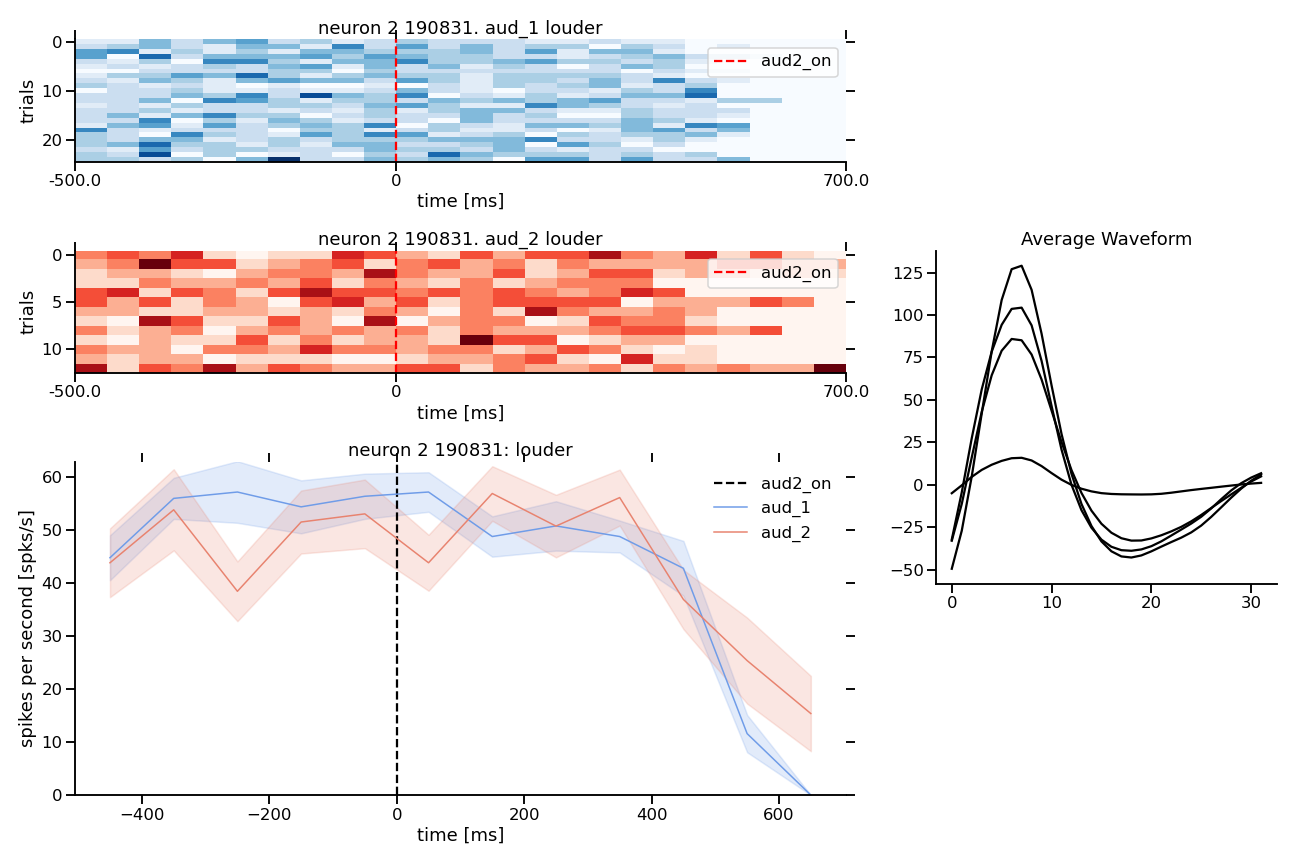 neuron 2 190831. aud_1 louder
0
10
20
trials
aud2_on
-500.0
0
700.0
time [ms]
neuron 2 190831. aud_2 louder
0
5
10
trials
aud2_on
-500.0
0
700.0
time [ms]
neuron 2 190831: louder
60
50
40
30
20
10
0
spikes per second [spks/s]
aud2_on
aud_1
aud_2
−400
−200
0
200
400
600
time [ms]
Average Waveform
125
100
75
50
25
0
−25
−50
0
10
20
30